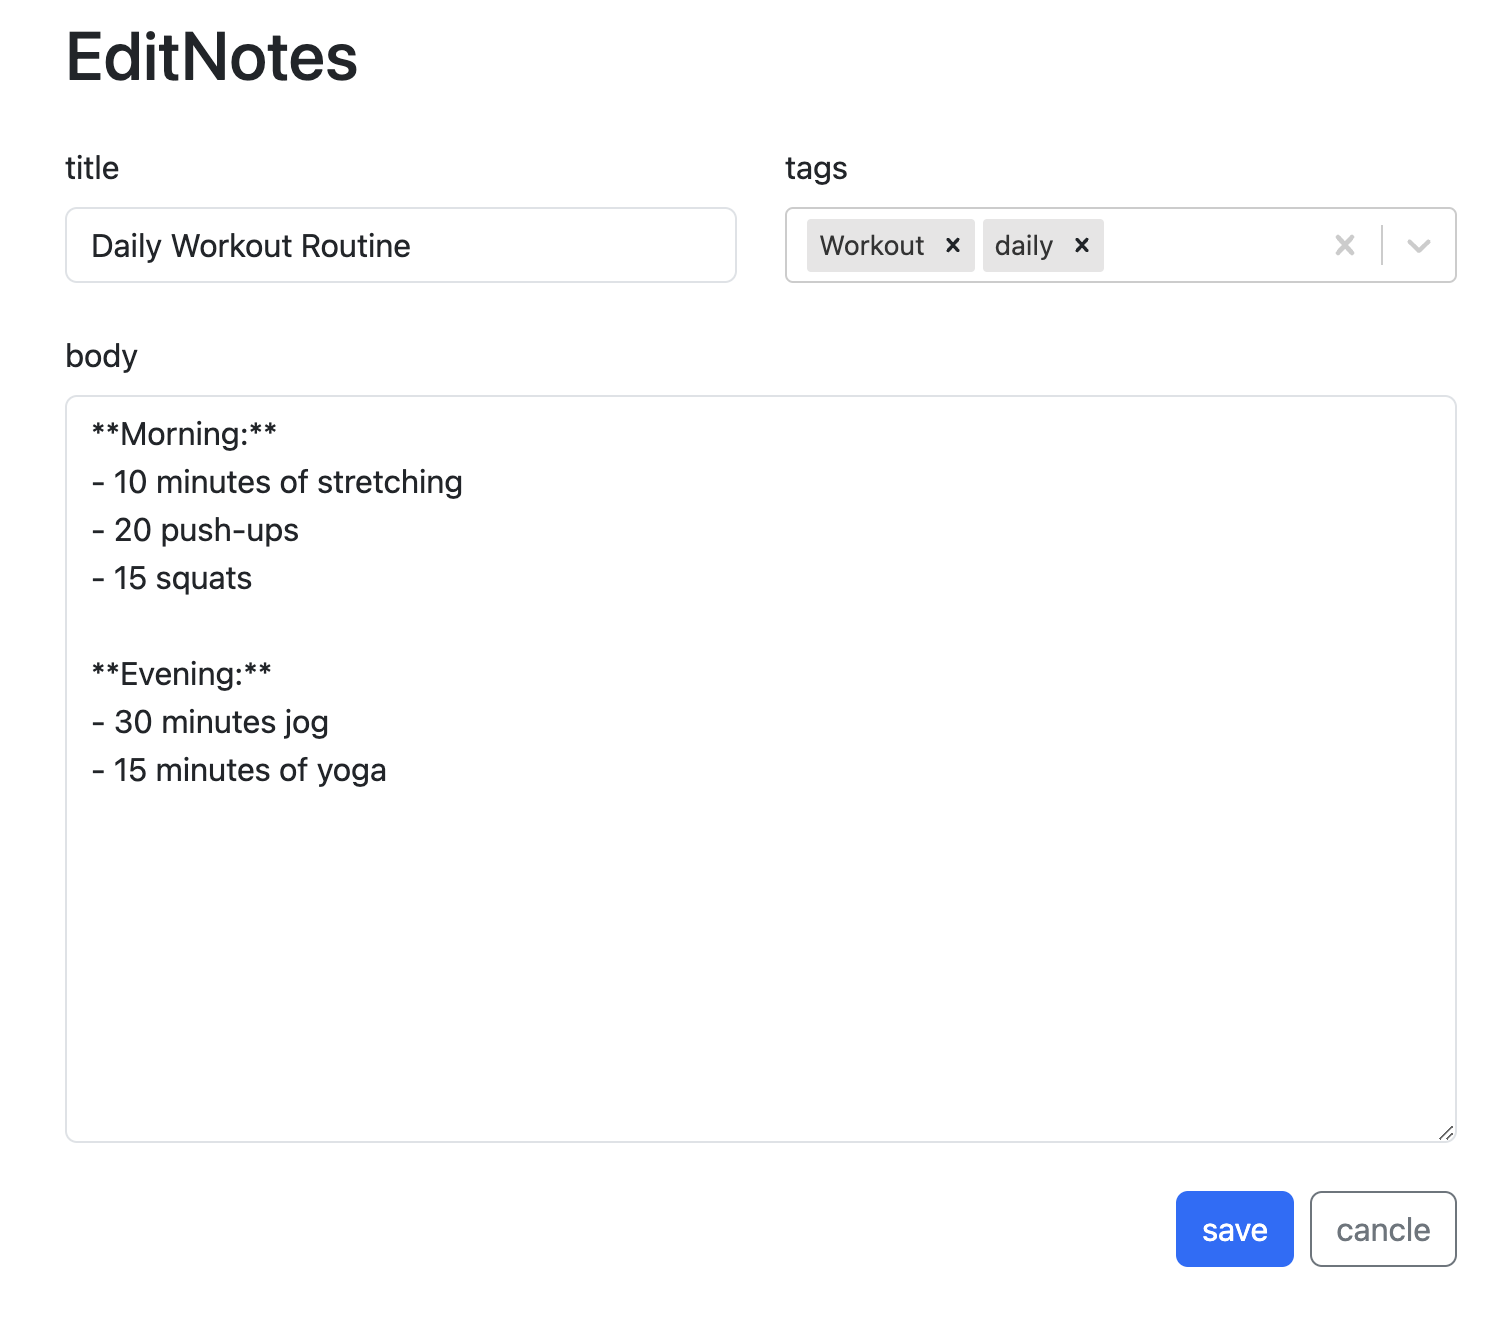 EditNotes
title
Daily Workout Routine
tags
Workout daily
body
**Morning:**
- 10 minutes of stretching
- 20 push-ups
- 15 squats
**Evening:**
- 30 minutes jog
- 15 minutes of yoga
save
cancle